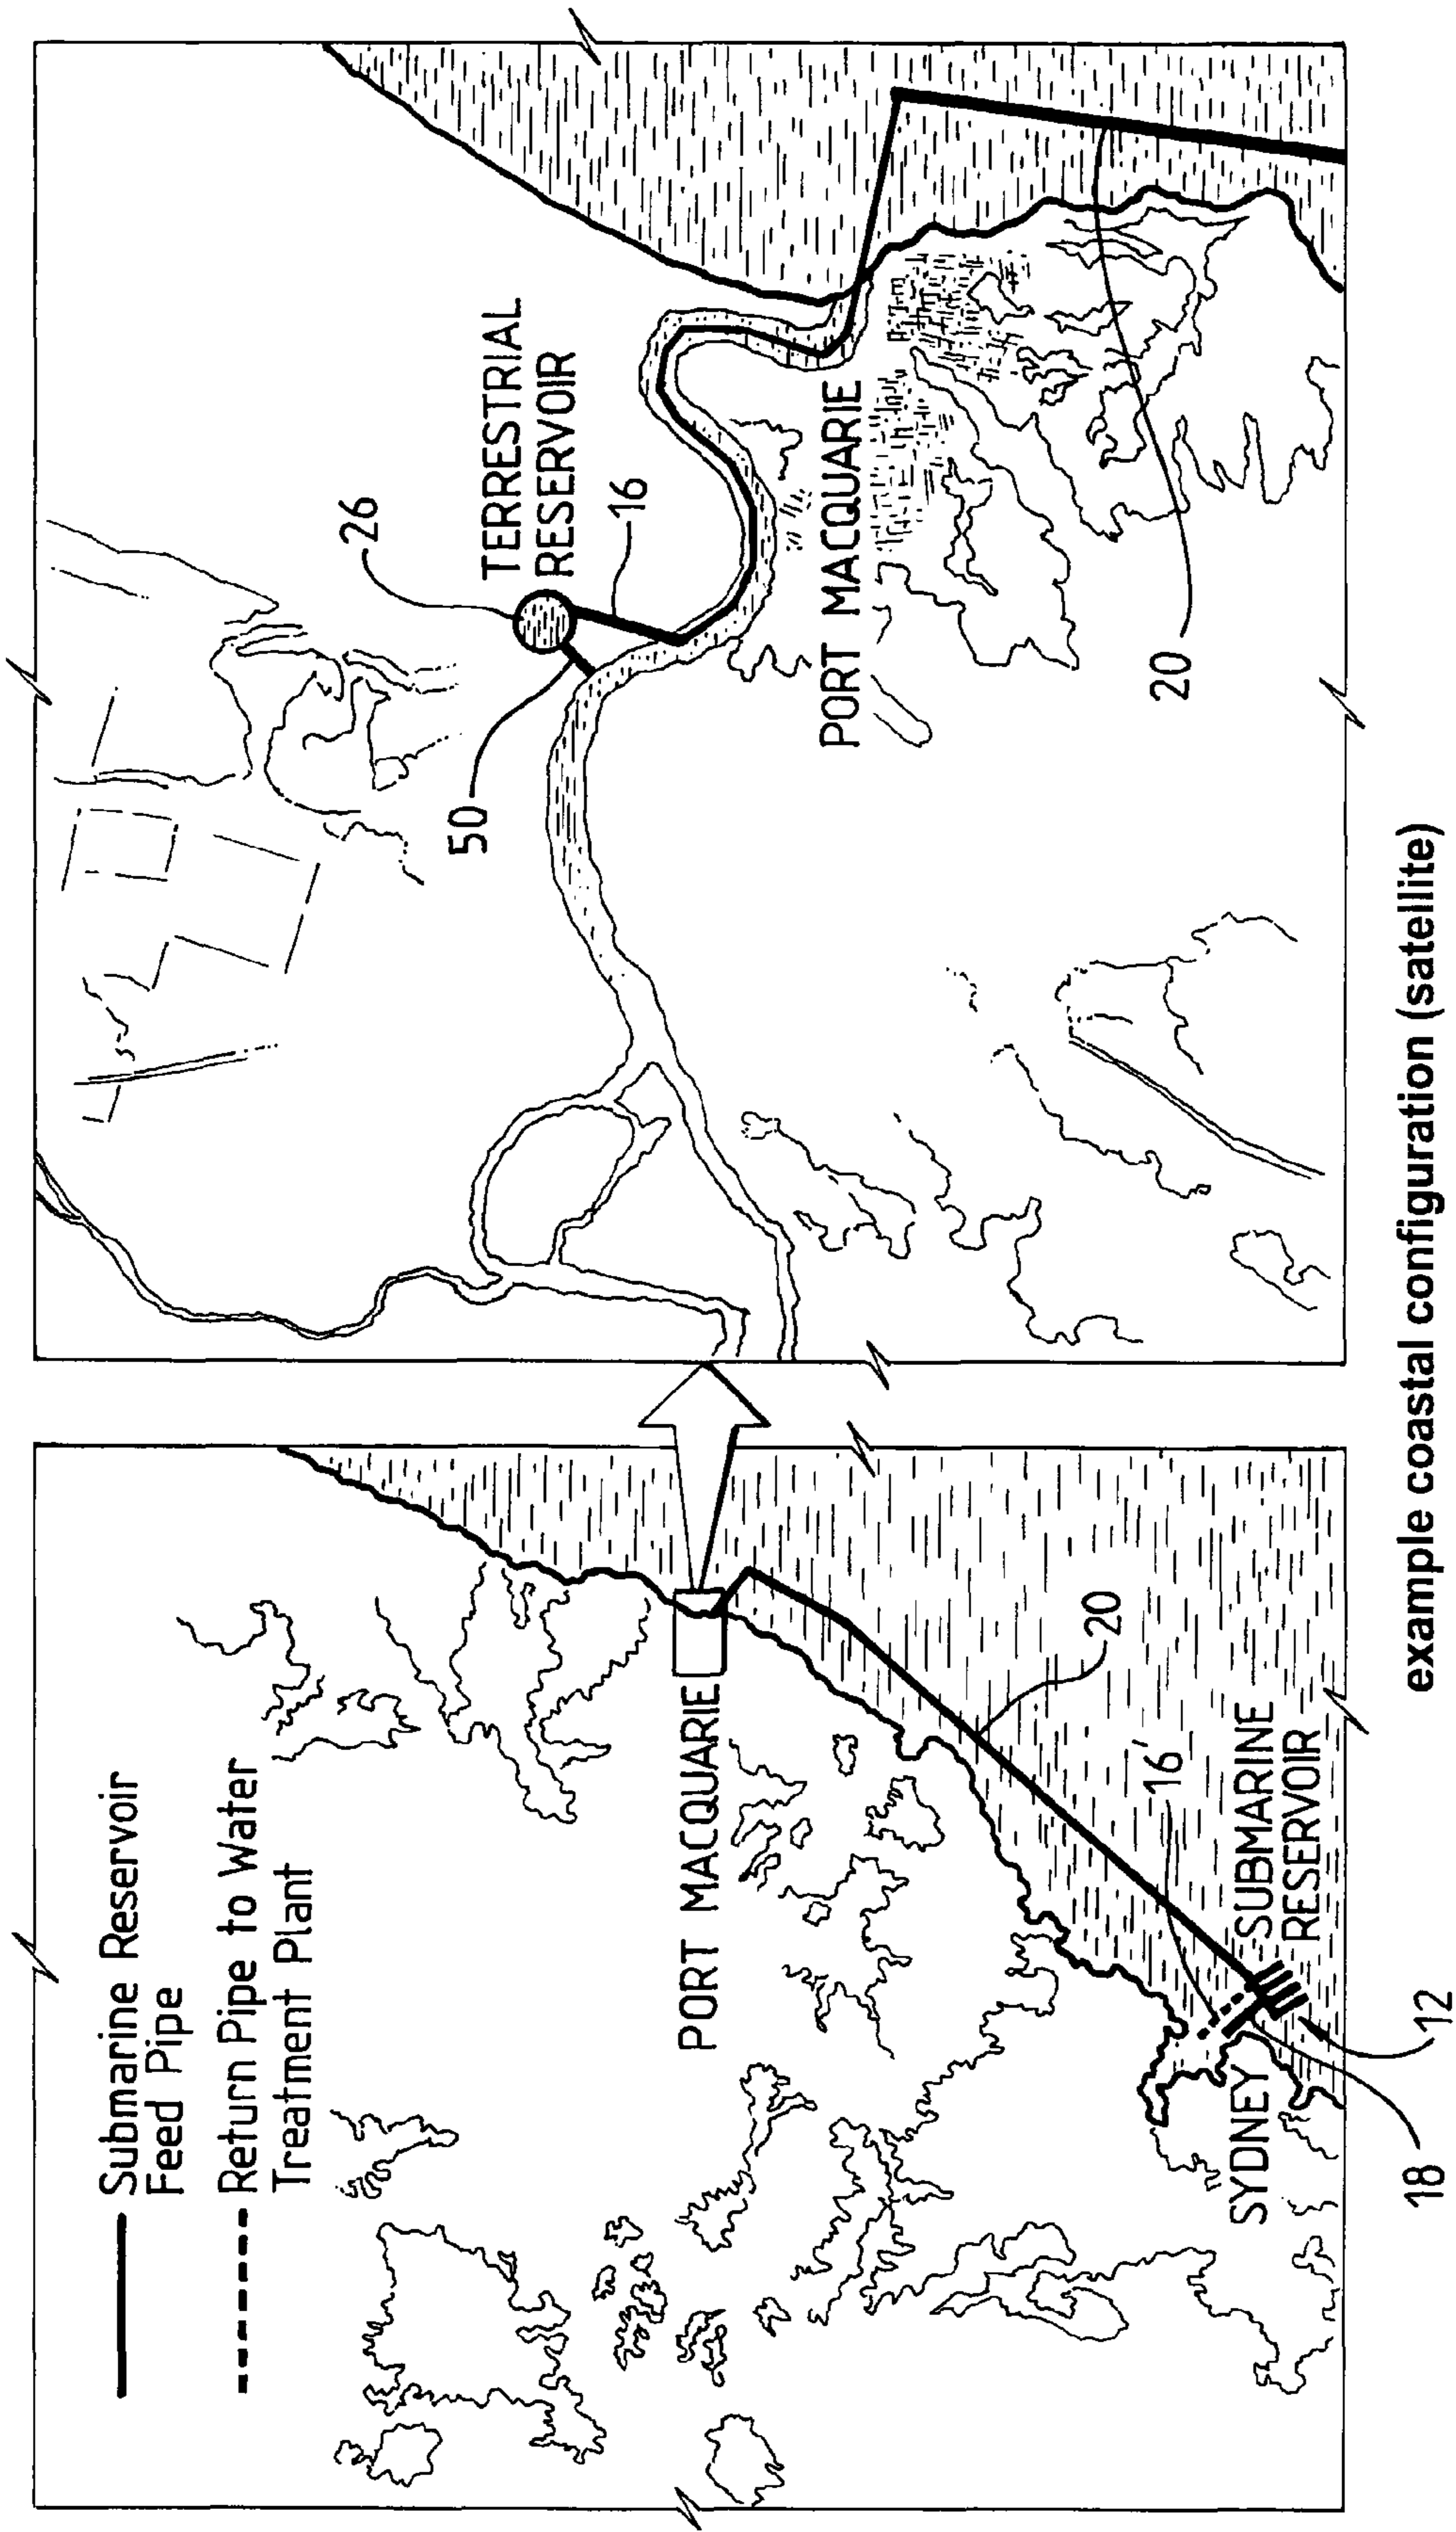 Submarine Reservoir
Feed Pipe
Return Pipe to Water
Treatment Plant
PORT MACQUARIE
20
16'
SUBMARINE
RESERVOIR
SYDNEY
18
12
26
TERRESTRIAL
RESERVOIR
16
50
PORT MACQUARIE
20
example coastal configuration (satellite)